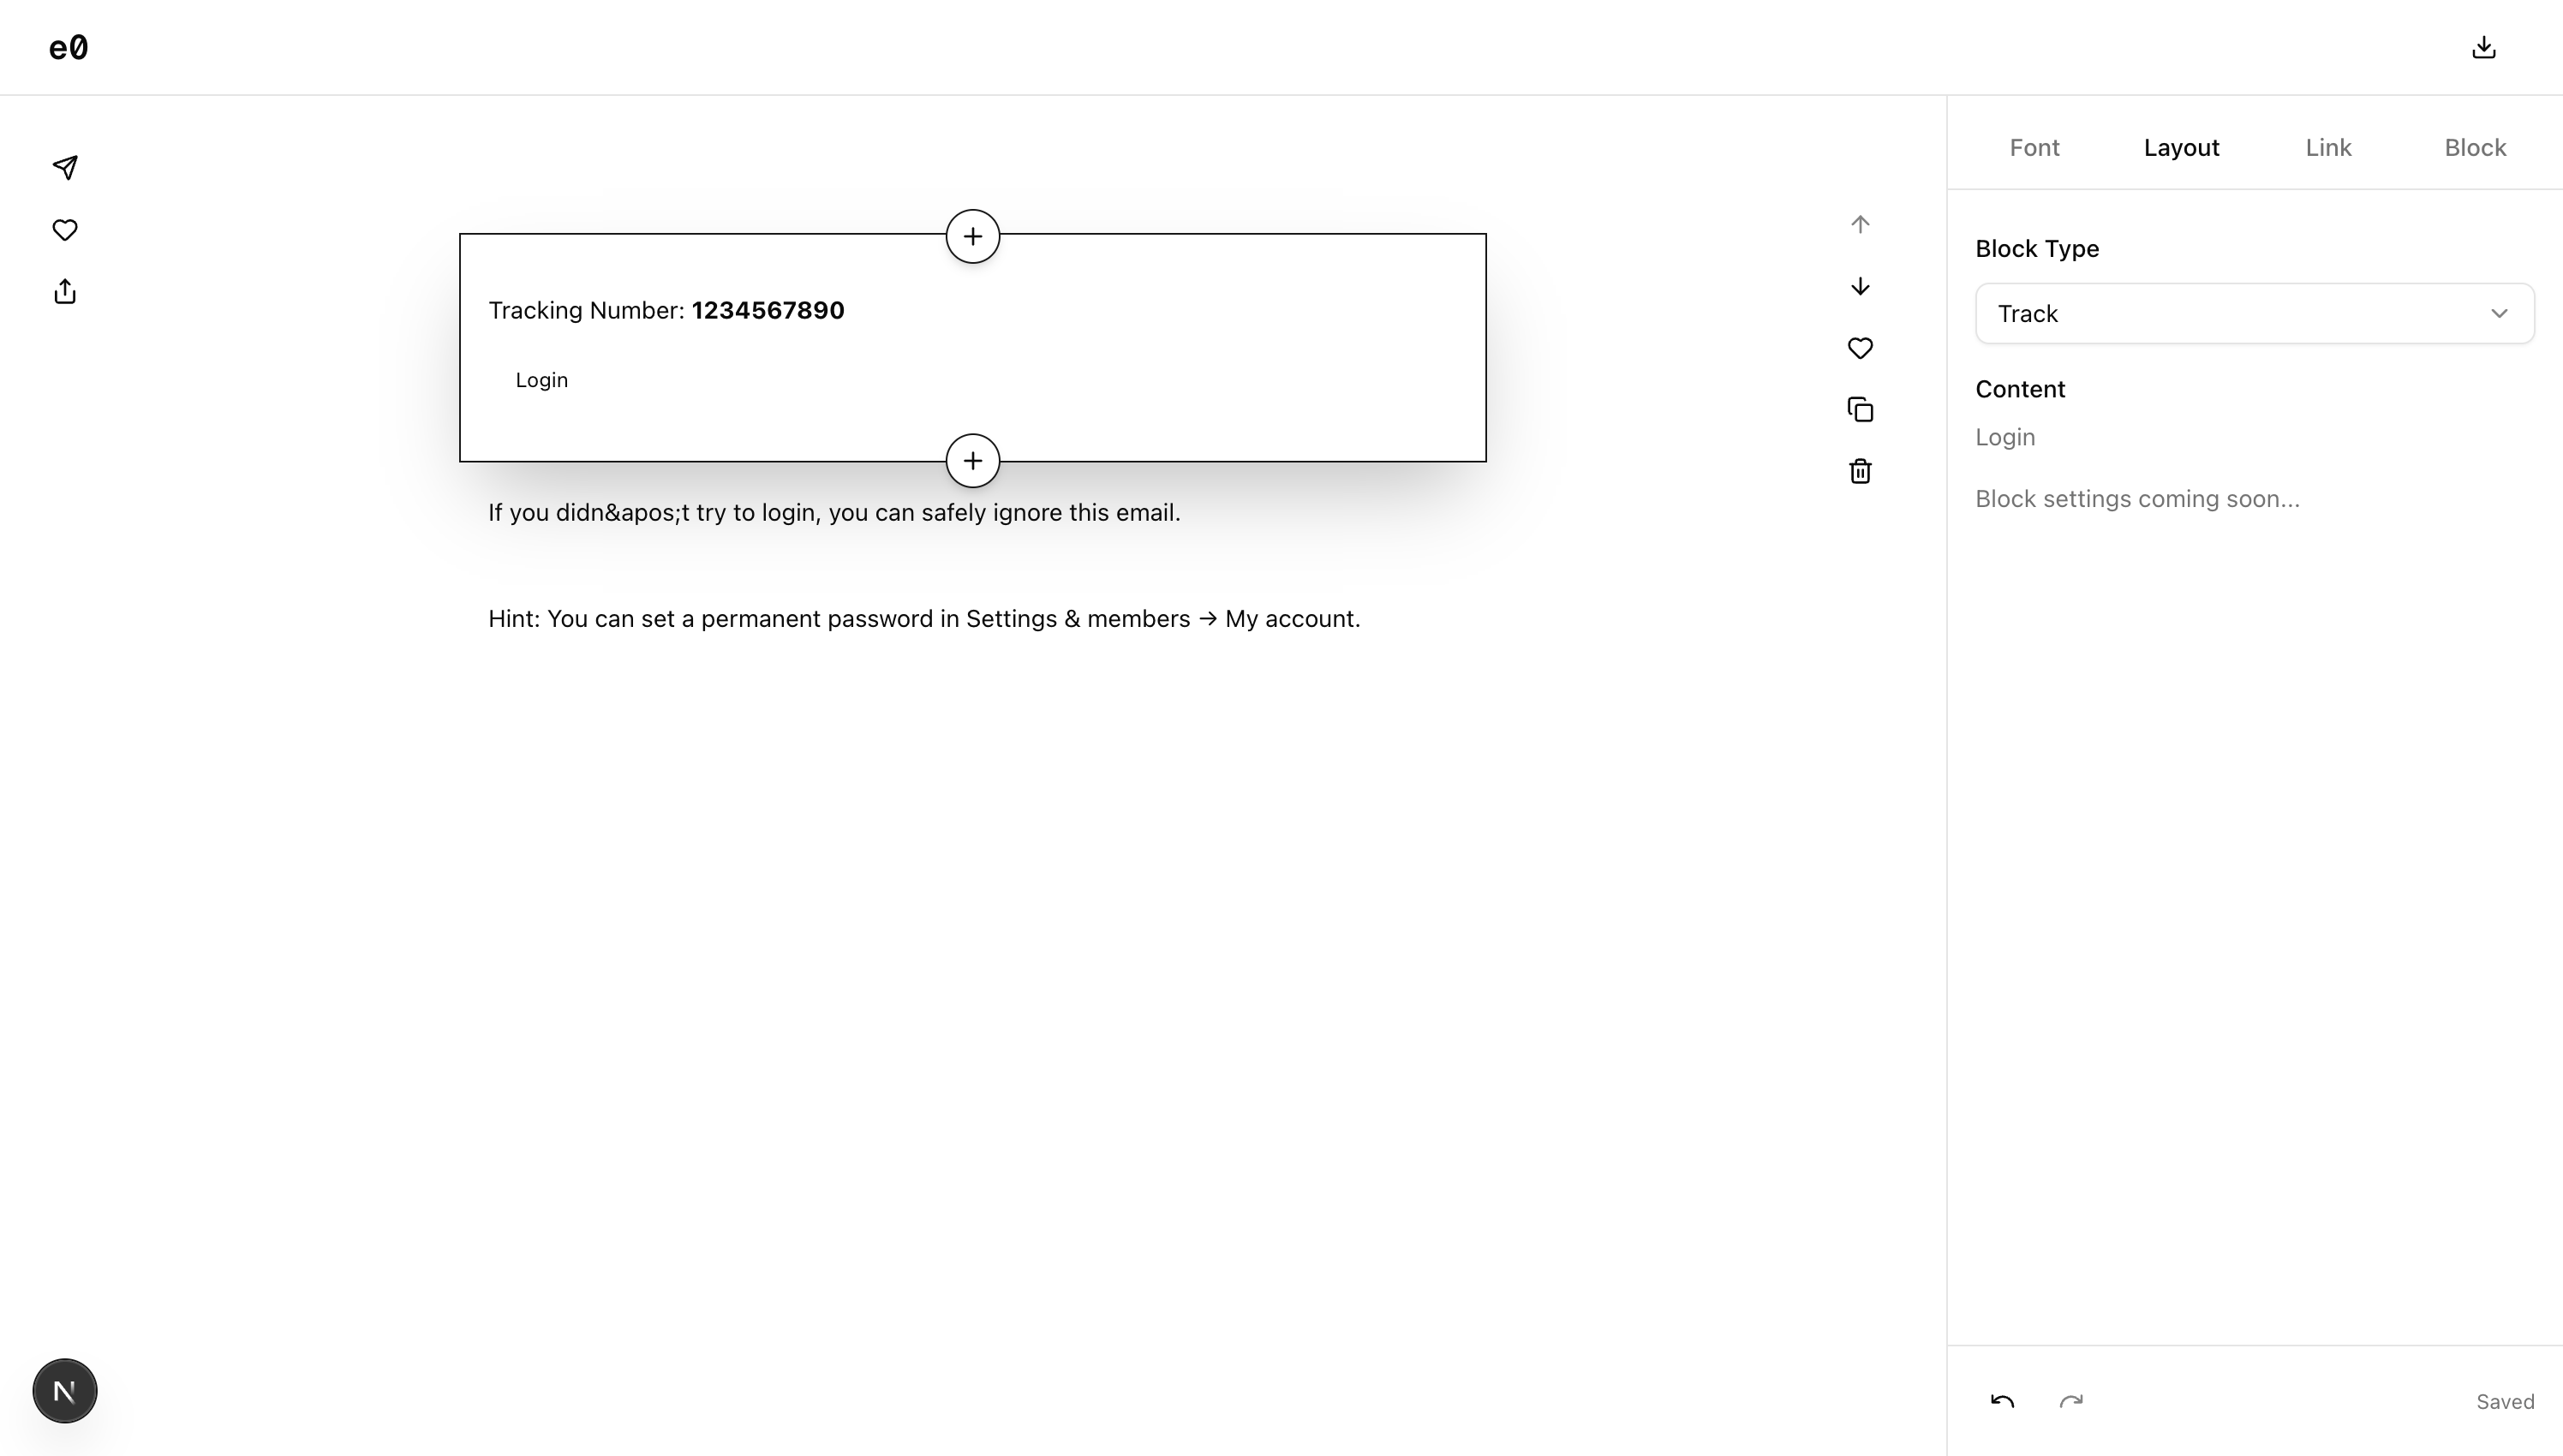 e0
Font Layout Link Block
Block Type
Track
Tracking Number: 1234567890
Login
Content
Login
Block settings coming soon...
If you didn&apos;t try to login, you can safely ignore this email.
Hint: You can set a permanent password in Settings & members → My account.
N
Saved